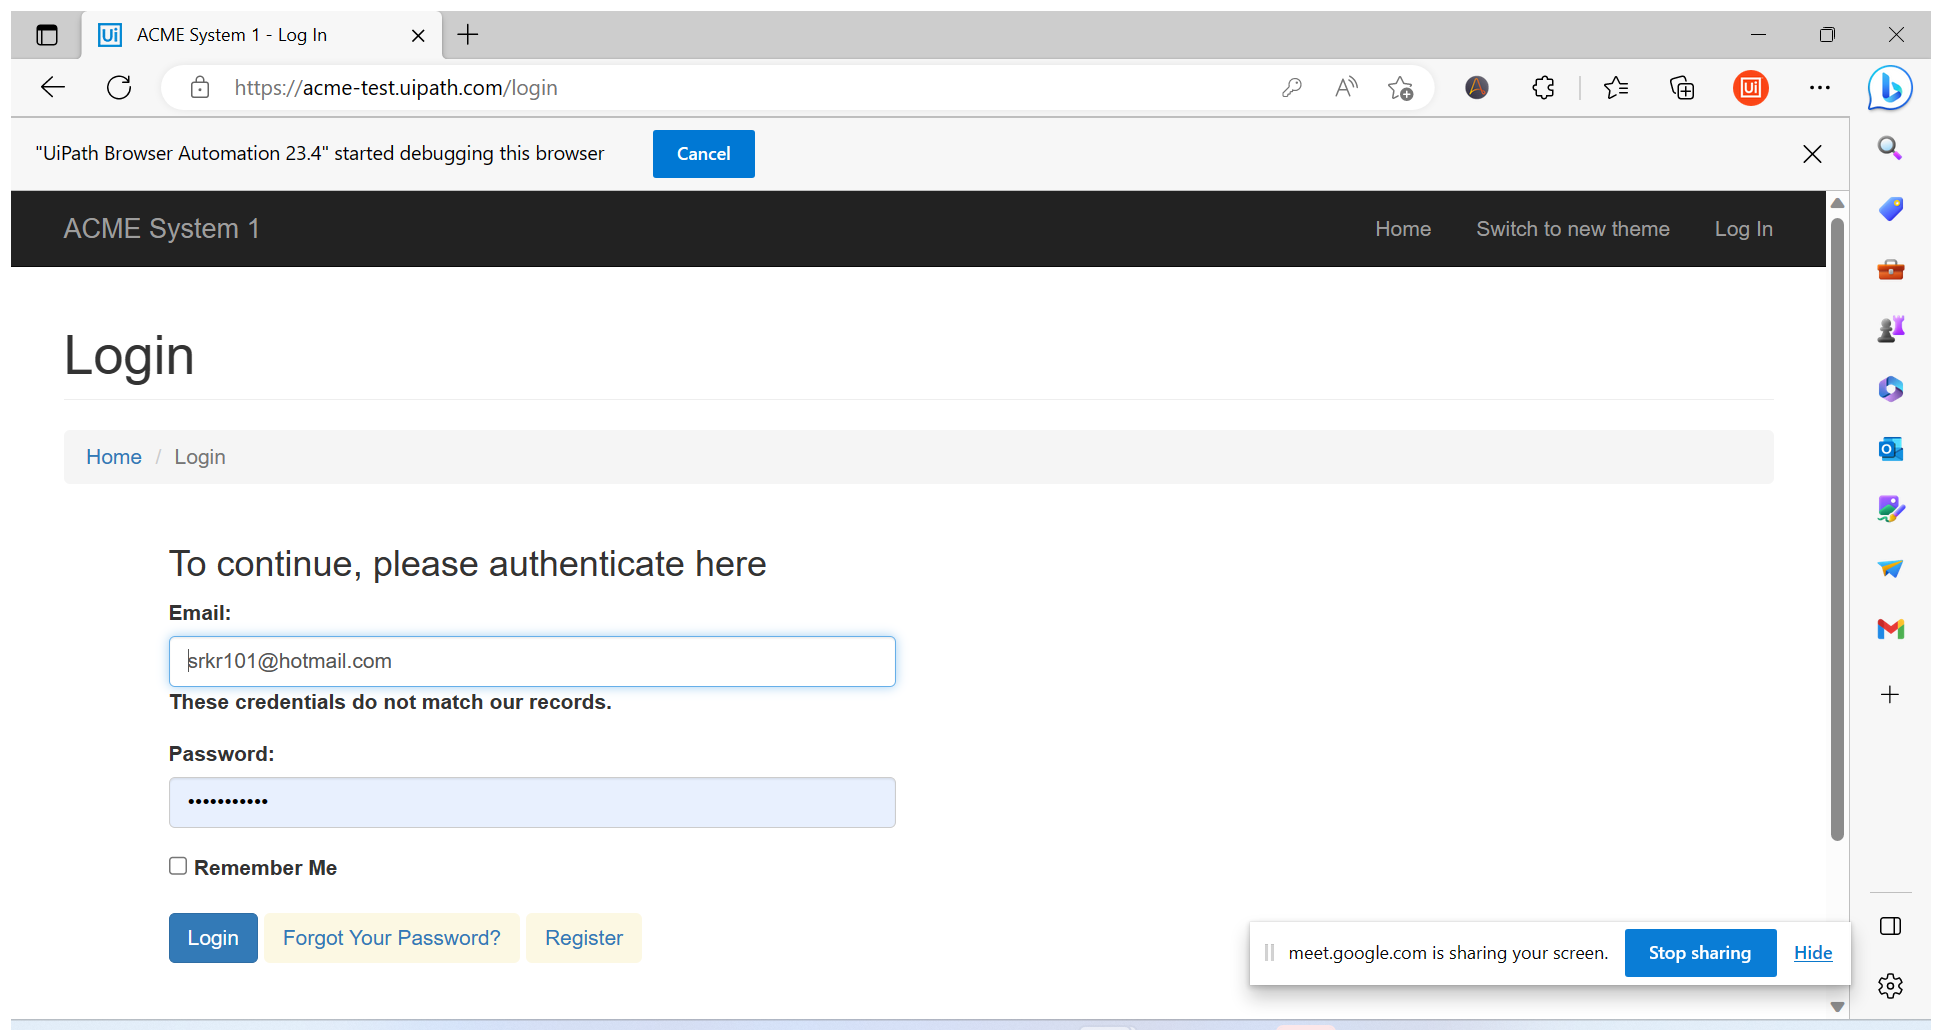 Ui ACME System 1 - Log In
https://acme-test.uipath.com/login
Ui
"UiPath Browser Automation 23.4" started debugging this browser Cancel
ACME System 1 Home Switch to new theme Log In
Login
Home / Login
To continue, please authenticate here
Email:
srkr101@hotmail.com
These credentials do not match our records.
Password:
•••••••••••
Remember Me
Login Forgot Your Password? Register
meet.google.com is sharing your screen. Stop sharing Hide